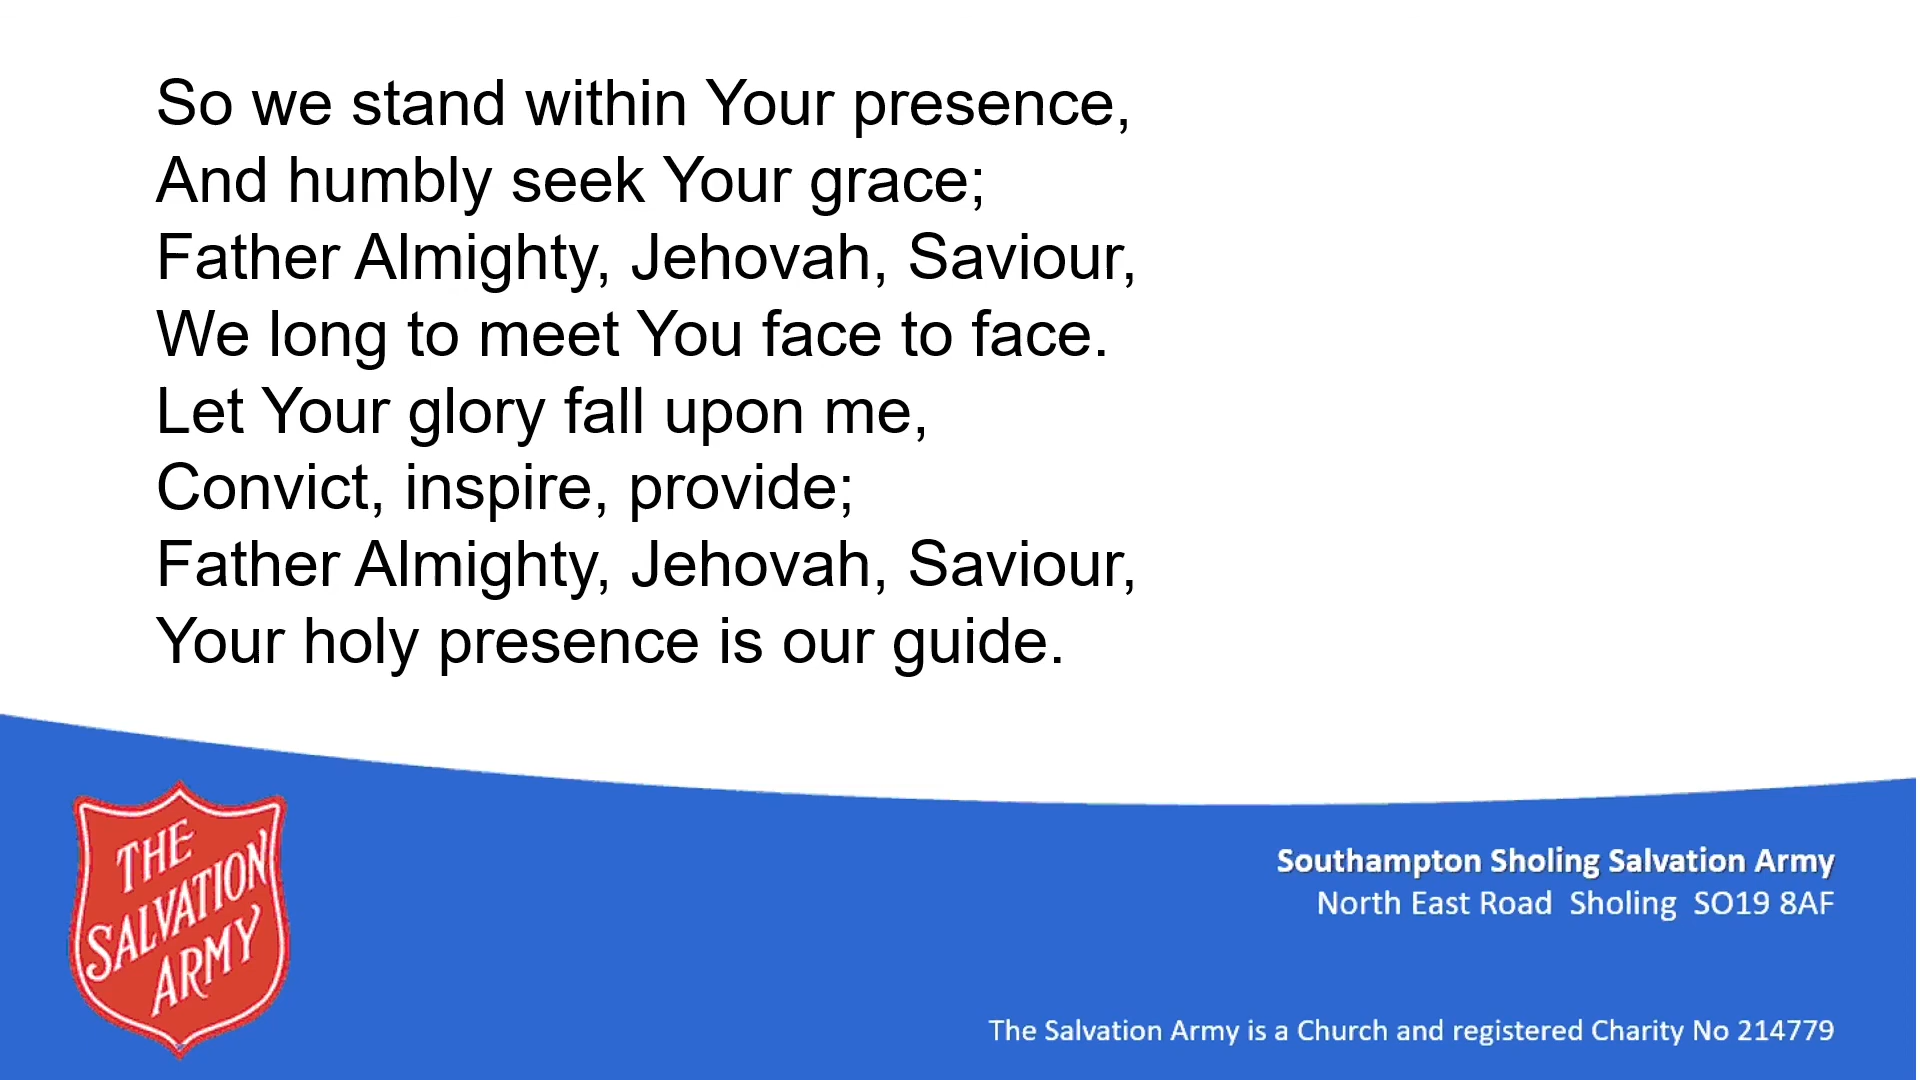 So we stand within Your presence,
And humbly seek Your grace;
Father Almighty, Jehovah, Saviour,
We long to meet You face to face.
Let Your glory fall upon me,
Convict, inspire, provide;
Father Almighty, Jehovah, Saviour,
Your holy presence is our guide.
THE
SALVATION
ARMY
Southampton Sholing Salvation Army
North East Road Sholing SO19 8AF
The Salvation Army is a Church and registered Charity No 214779